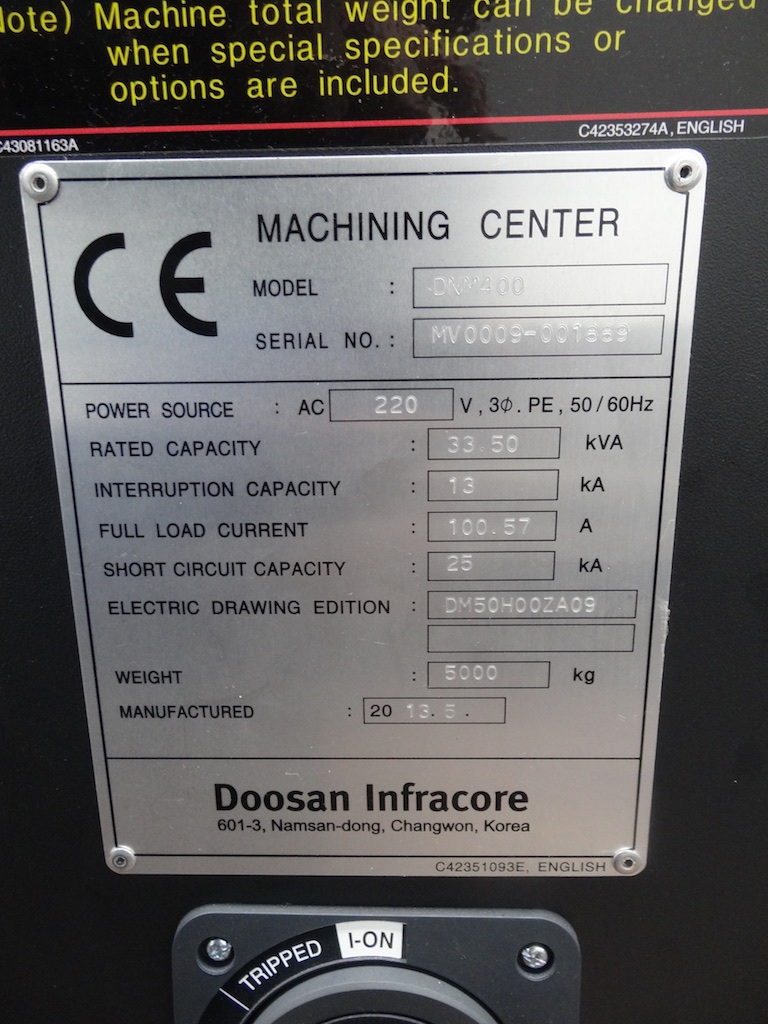 Note) Machine total weight can be changed
when special specifications or
options are included.
C43081163A
C42353274A, ENGLISH
CE
MACHINING CENTER
MODEL : DNM400
SERIAL NO. :
POWER SOURCE : AC 220 V, 3Ø. PE, 50/60Hz
RATED CAPACITY : 33.50 kVA
INTERRUPTION CAPACITY : 13 kA
FULL LOAD CURRENT : 100.57 A
SHORT CIRCUIT CAPACITY : 25 kA
ELECTRIC DRAWING EDITION : DM50H00ZA09
WEIGHT : 5000 kg
MANUFACTURED : 20 13. 5.
Doosan Infracore
601-3, Namsan-dong, Changwon, Korea
C42351093E, ENGLISH
TRIPPED I-ON